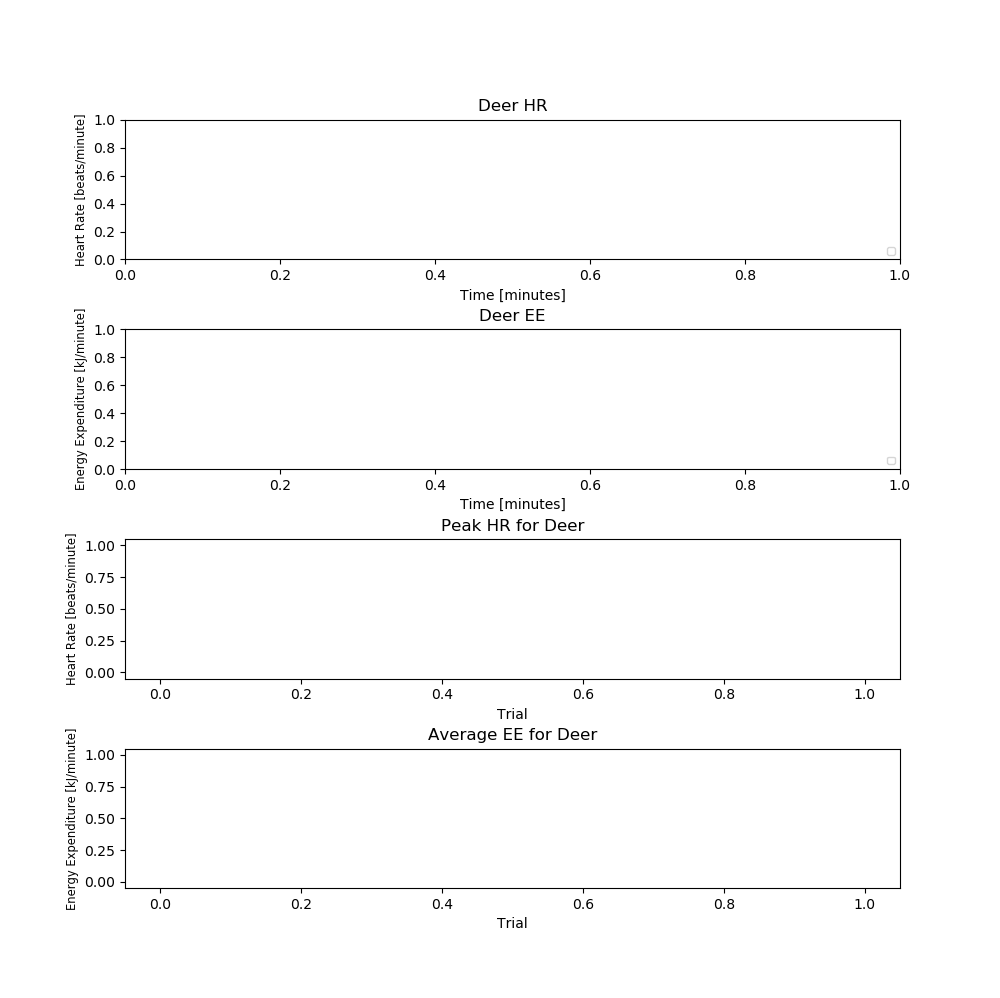 Deer HR
Heart Rate [beats/minute]
1.0
0.8
0.6
0.4
0.2
0.0
0.0 0.2 0.4 0.6 0.8 1.0
Time [minutes]
Deer EE
Energy Expenditure [kJ/minute]
1.0
0.8
0.6
0.4
0.2
0.0
0.0 0.2 0.4 0.6 0.8 1.0
Time [minutes]
Peak HR for Deer
Heart Rate [beats/minute]
1.00
0.75
0.50
0.25
0.00
0.0 0.2 0.4 0.6 0.8 1.0
Trial
Average EE for Deer
Energy Expenditure [kJ/minute]
1.00
0.75
0.50
0.25
0.00
0.0 0.2 0.4 0.6 0.8 1.0
Trial